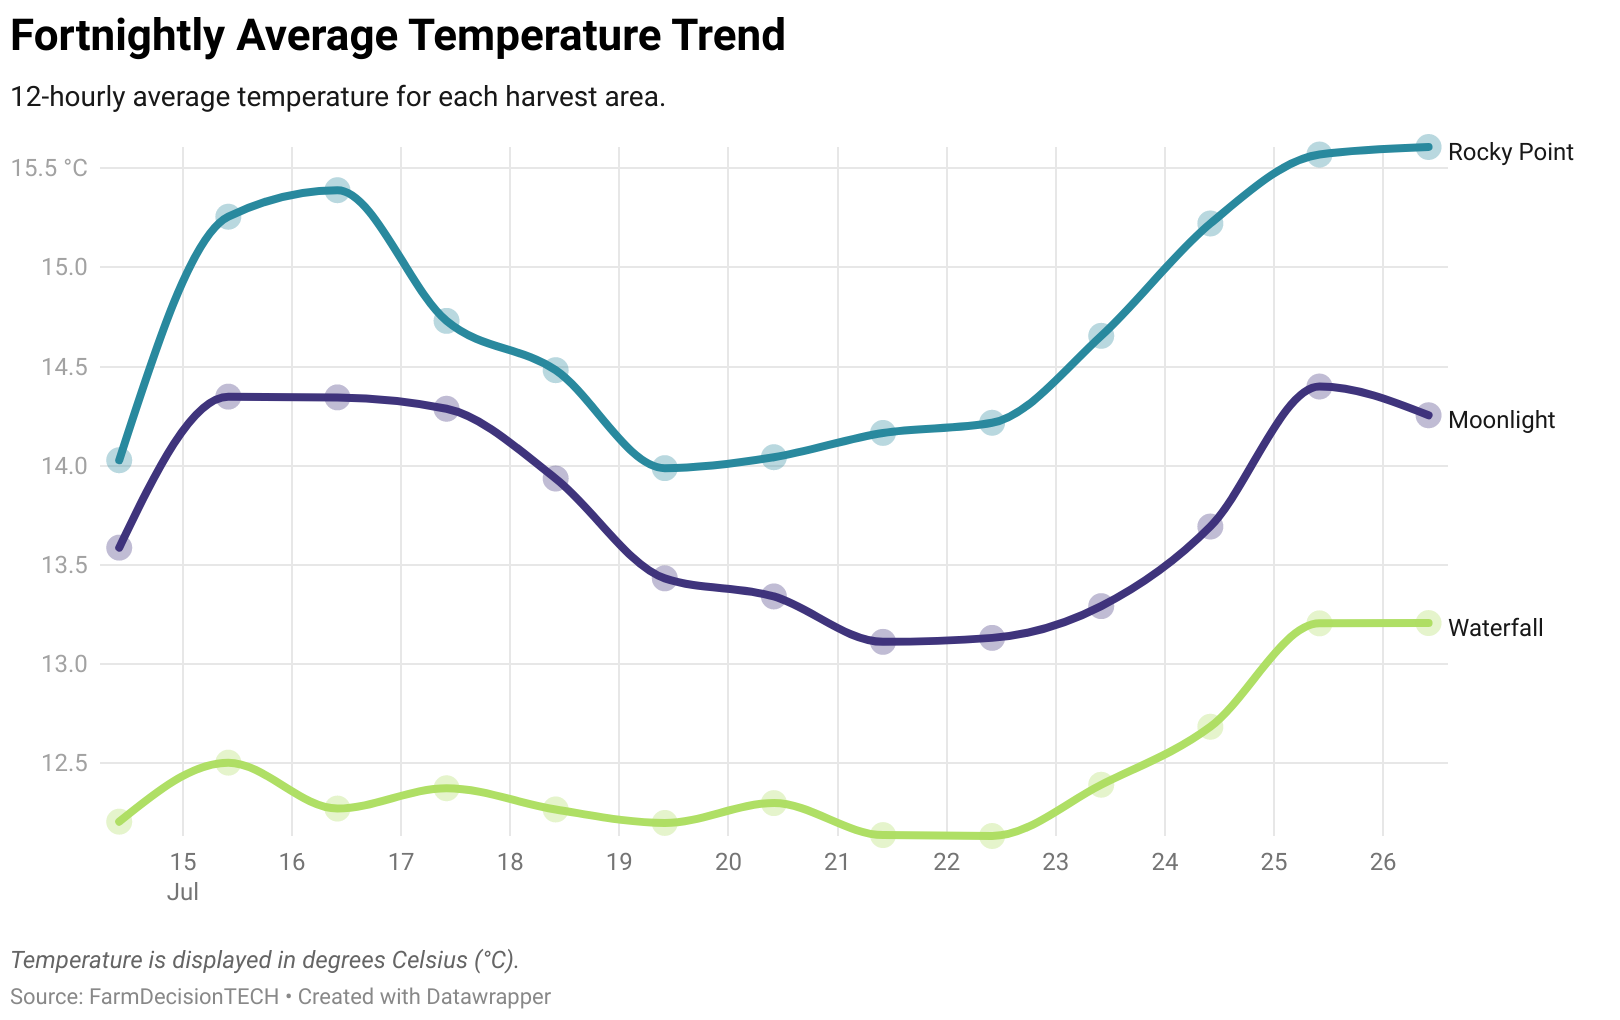 Fortnightly Average Temperature Trend
12-hourly average temperature for each harvest area.
15.5 °C
15.0
14.5
14.0
13.5
13.0
12.5
Rocky Point
Moonlight
Waterfall
15 16 17 18 19 20 21 22 23 24 25 26
Jul
Temperature is displayed in degrees Celsius (°C).
Source: FarmDecisionTECH • Created with Datawrapper